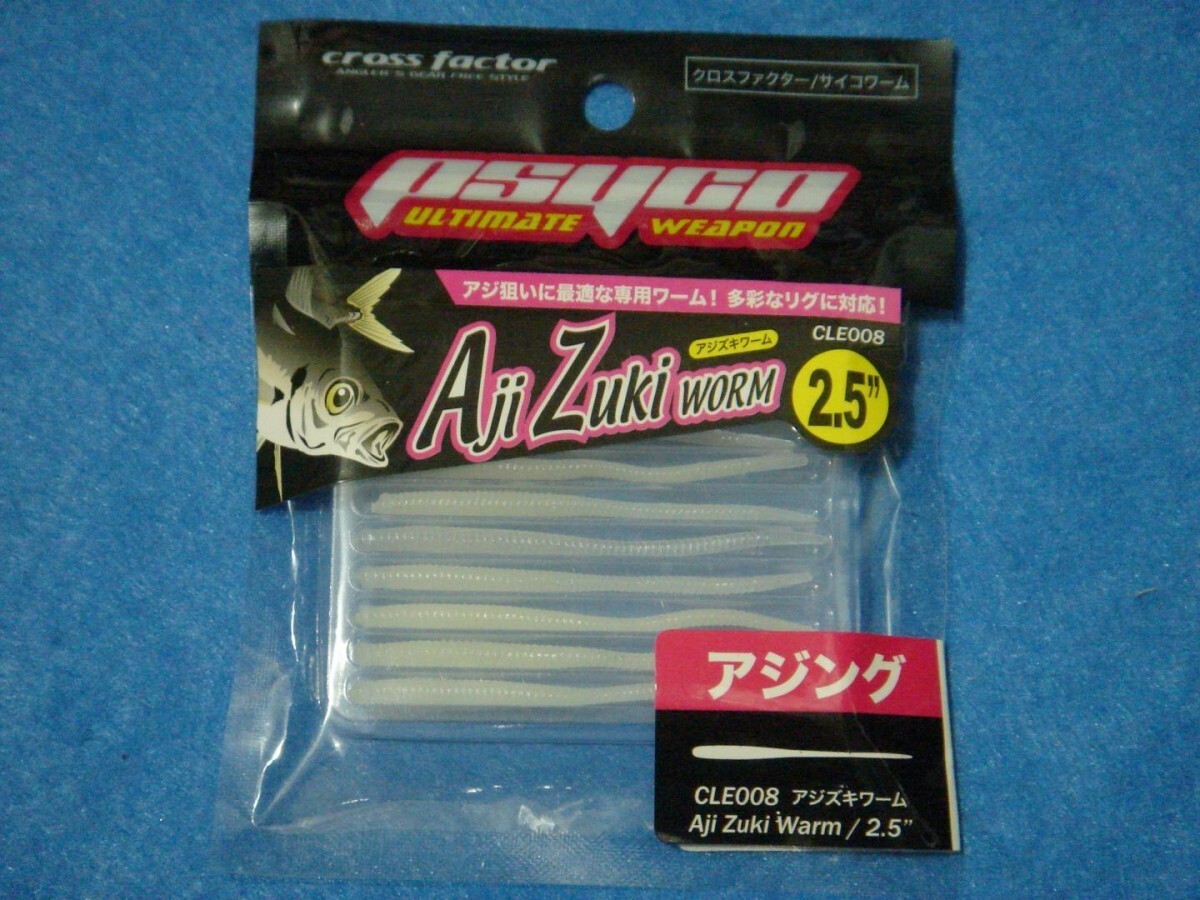 cross factor
ANGLER'S GEAR FREE STYLE
クロスファクター/サイコワーム
PSYCO
ULTIMATE WEAPON
アジ狙いに最適な専用ワーム! 多彩なリグに対応!
CLE008
アジズキワーム
Aji Zuki WORM
2.5"
アジング
CLE008 アジズキワーム
Aji Zuki Warm / 2.5"